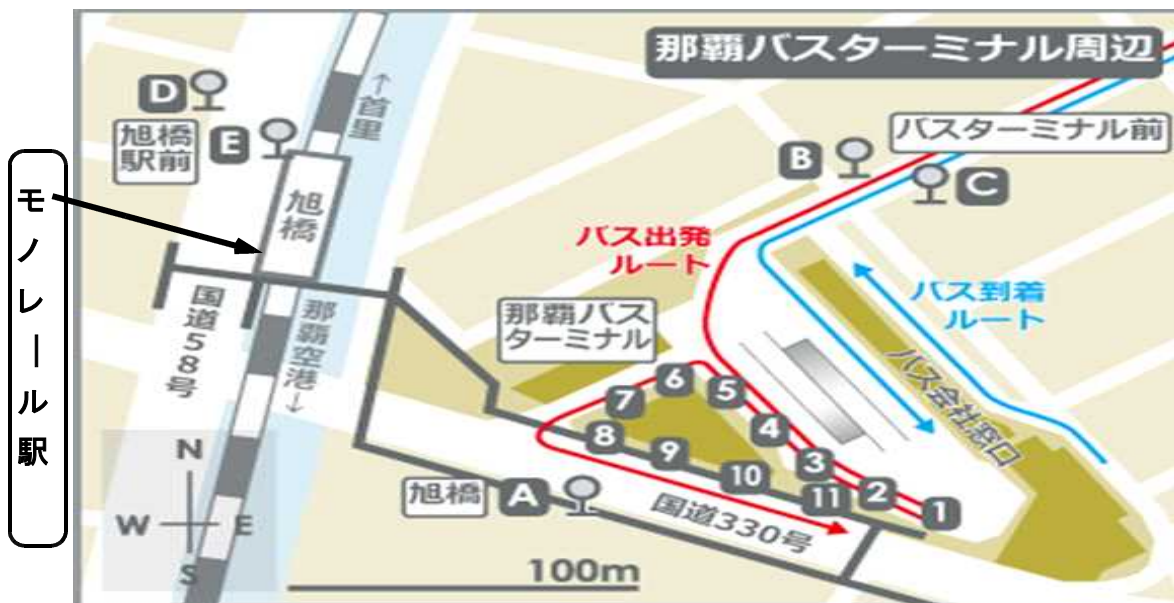 那覇バスターミナル周辺
D
旭橋
駅前
E
↑首里
バスターミナル前
B
C
モノレール駅
旭橋
バス出発
ルート
バス到着
ルート
国道58号
那覇空港↓
那覇バス
ターミナル
バス会社窓口
7
6
5
4
8
9
10
3
11
2
1
N
W
E
S
旭橋
A
国道330号
100m